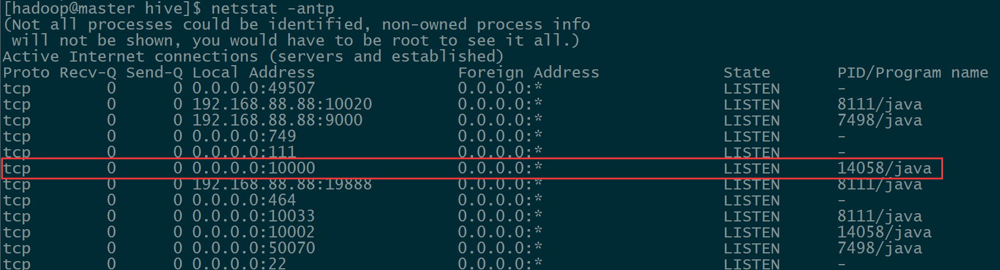 [hadoop@master hive]$ netstat -antp
(Not all processes could be identified, non-owned process info
 will not be shown, you would have to be root to see it all.)
Active Internet connections (servers and established)
Proto Recv-Q Send-Q Local Address               Foreign Address             State       PID/Program name
tcp        0      0 0.0.0.0:49507               0.0.0.0:*                   LISTEN      -
tcp        0      0 192.168.88.88:10020         0.0.0.0:*                   LISTEN      8111/java
tcp        0      0 192.168.88.88:9000          0.0.0.0:*                   LISTEN      7498/java
tcp        0      0 0.0.0.0:749                 0.0.0.0:*                   LISTEN      -
tcp        0      0 0.0.0.0:111                 0.0.0.0:*                   LISTEN      -
tcp        0      0 0.0.0.0:10000               0.0.0.0:*                   LISTEN      14058/java
tcp        0      0 192.168.88.88:19888         0.0.0.0:*                   LISTEN      8111/java
tcp        0      0 0.0.0.0:464                 0.0.0.0:*                   LISTEN      -
tcp        0      0 0.0.0.0:10033               0.0.0.0:*                   LISTEN      8111/java
tcp        0      0 0.0.0.0:10002               0.0.0.0:*                   LISTEN      14058/java
tcp        0      0 0.0.0.0:50070               0.0.0.0:*                   LISTEN      7498/java
tcp        0      0 0.0.0.0:22                  0.0.0.0:*                   LISTEN      -